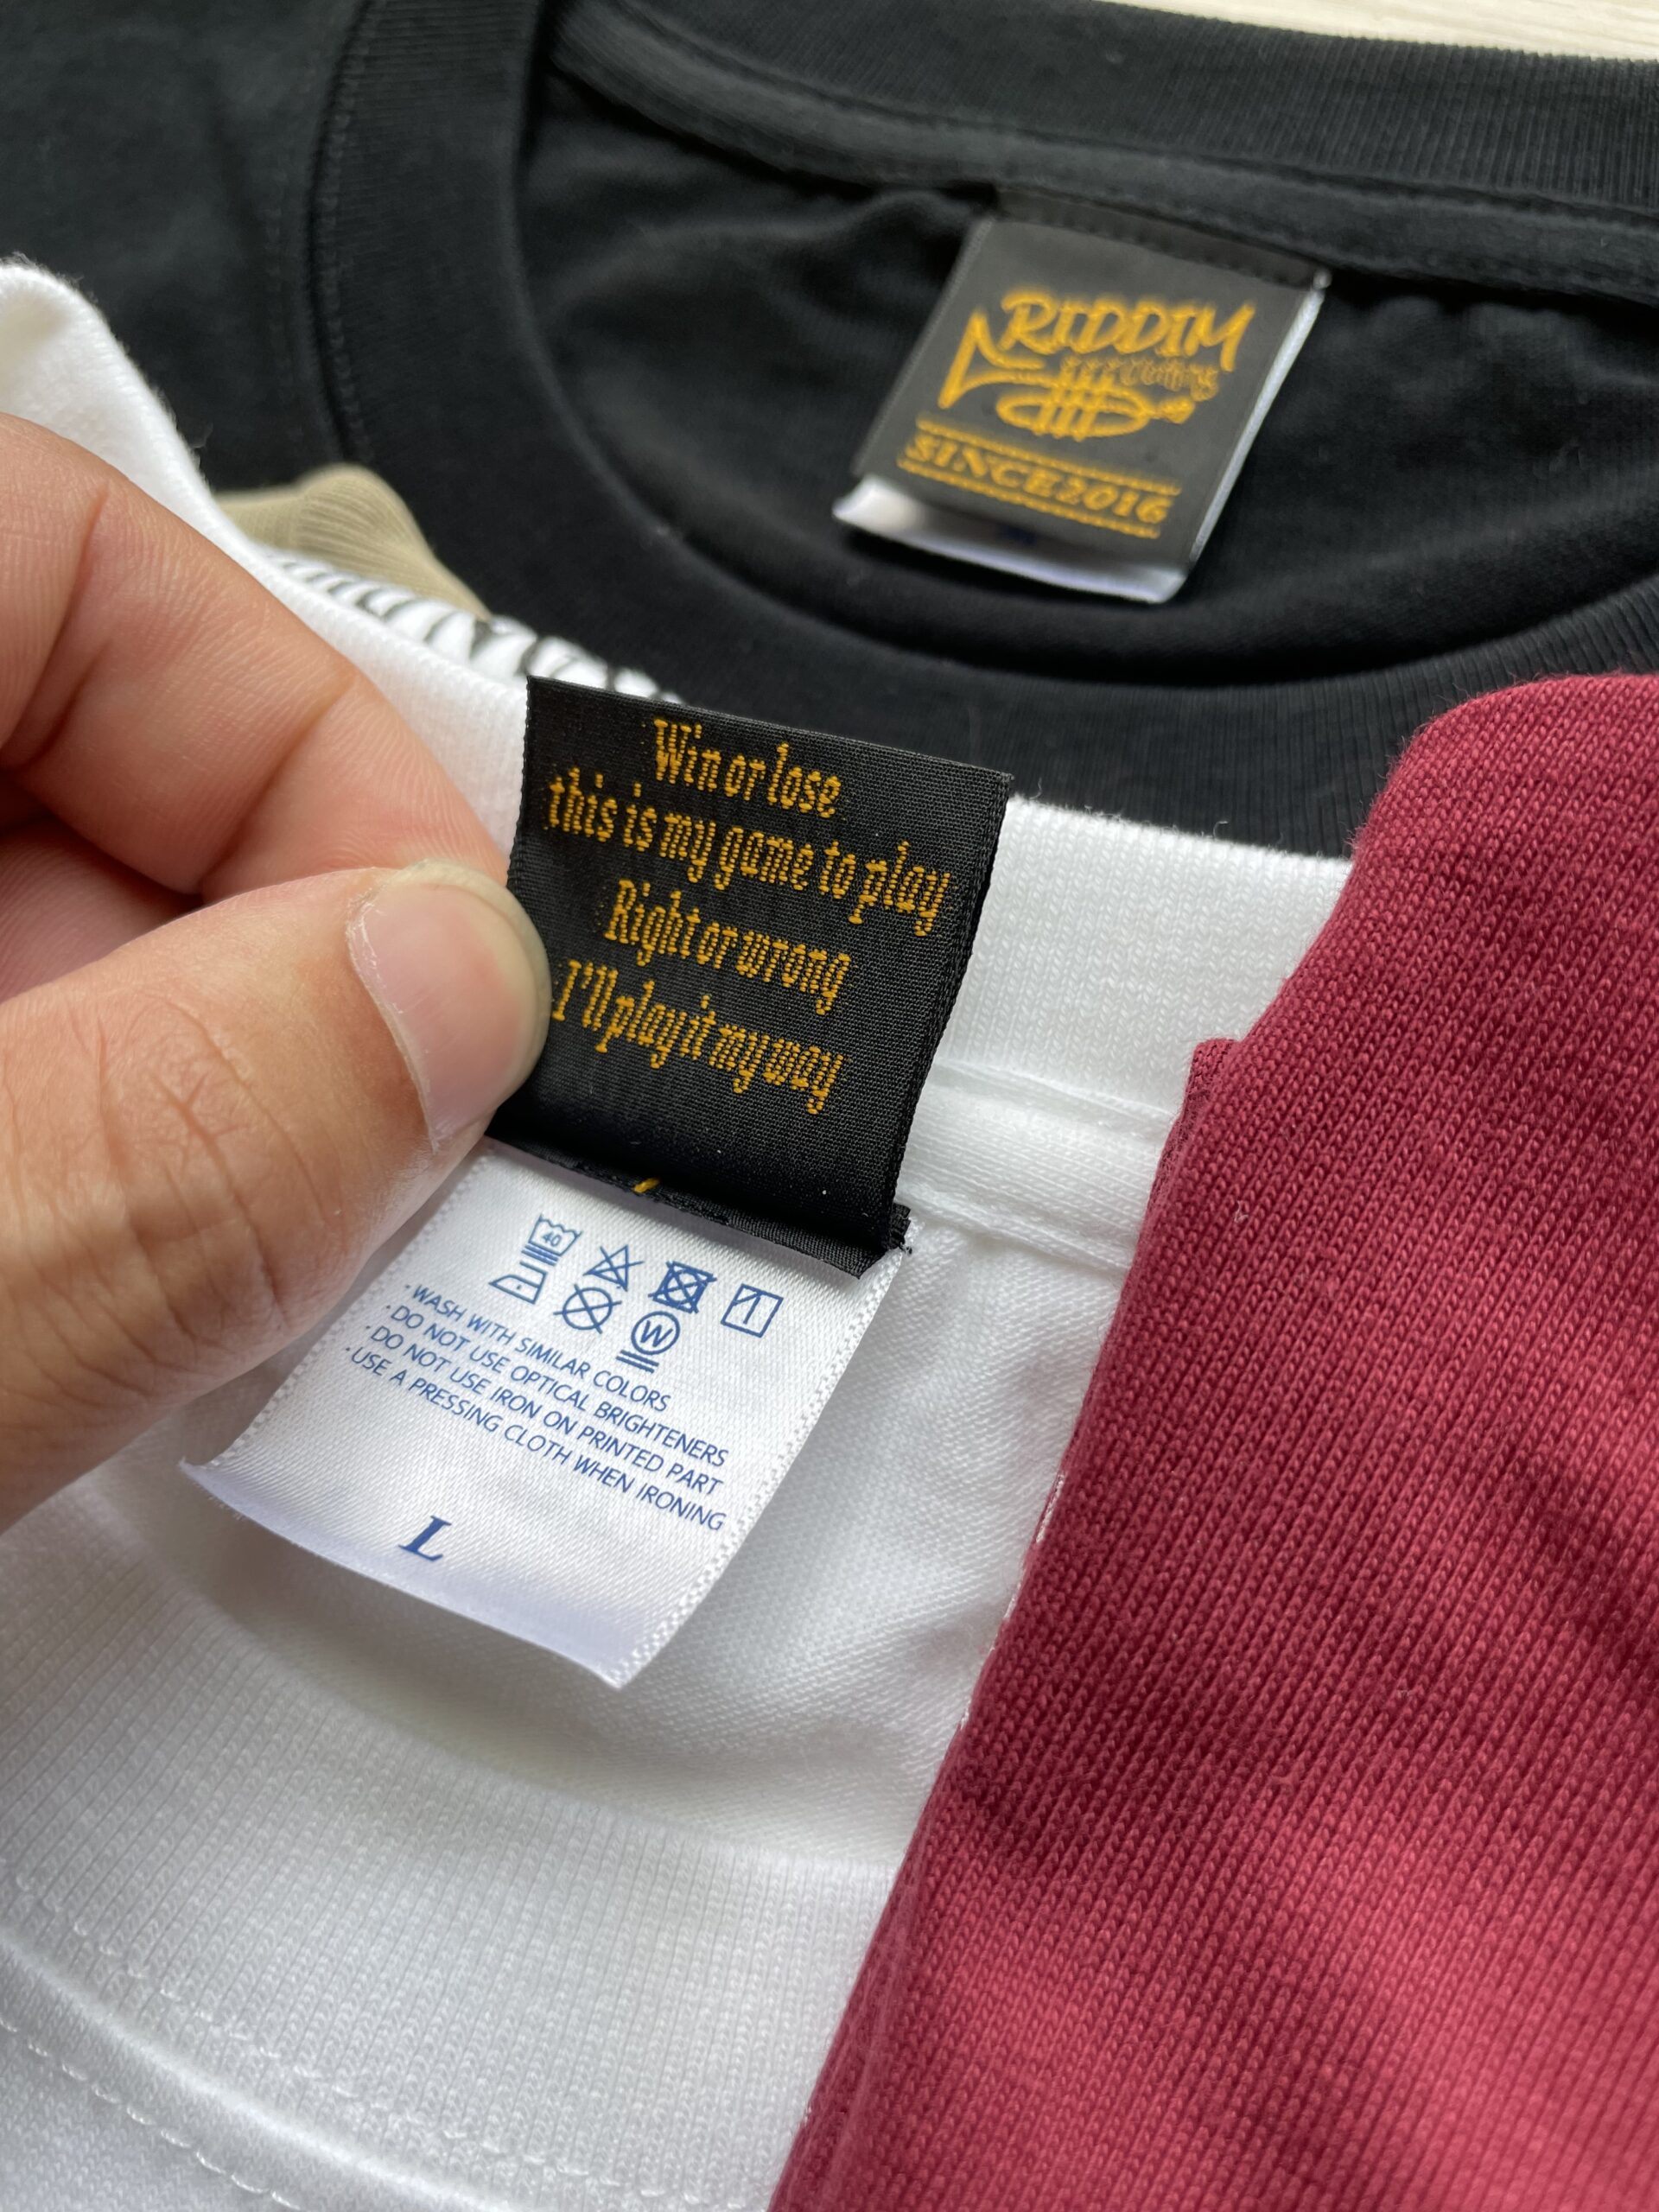 RIDDIM
SINCE 2016
Win or lose
this is my game to play
Right or wrong
I'll play it my way
40
W
· WASH WITH SIMILAR COLORS
· DO NOT USE OPTICAL BRIGHTENERS
· DO NOT USE IRON ON PRINTED PART
· USE A PRESSING CLOTH WHEN IRONING
L